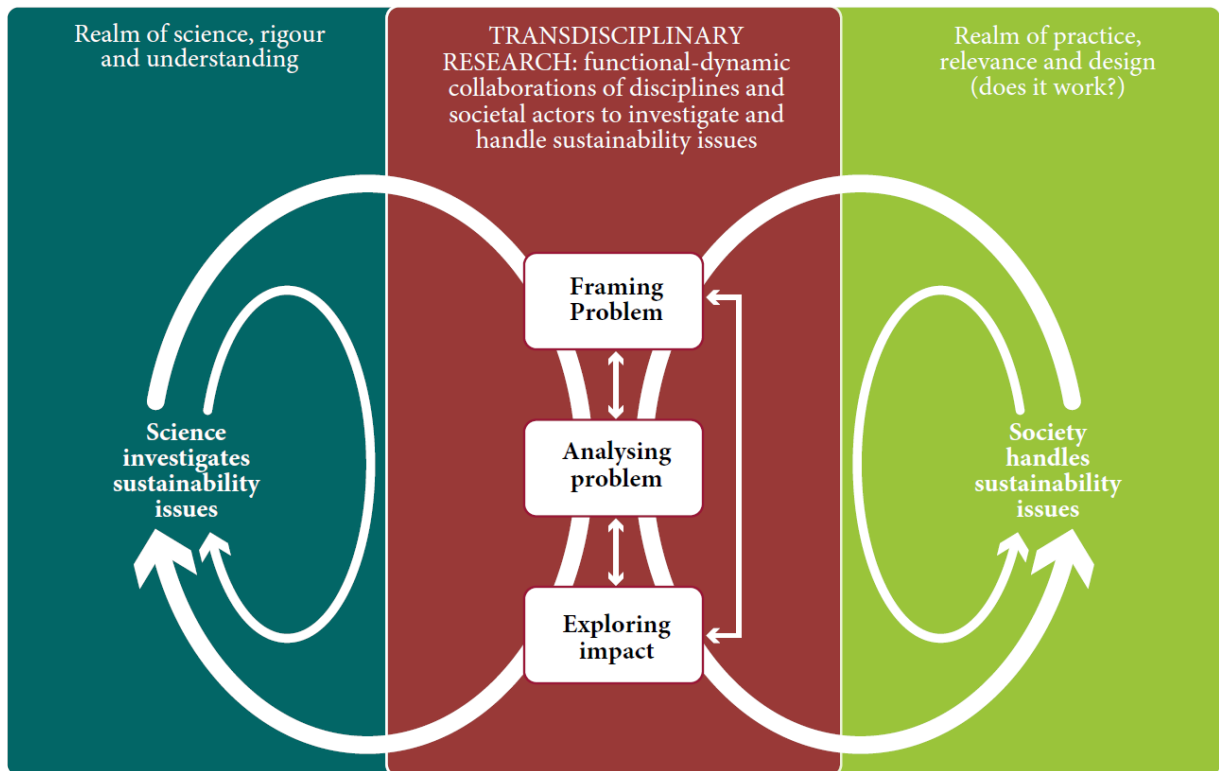 Realm of science, rigour
and understanding
TRANSDISCIPLINARY
RESEARCH: functional-dynamic
collaborations of disciplines and
societal actors to investigate and
handle sustainability issues
Realm of practice,
relevance and design
(does it work?)
Framing
Problem
Science
investigates
sustainability
issues
Analysing
problem
Society
handles
sustainability
issues
Exploring
impact